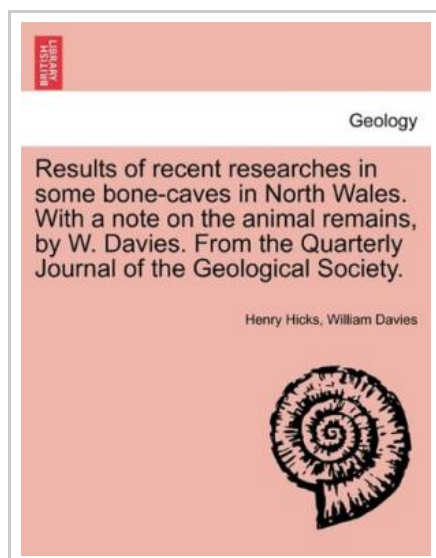 BRITISH
LIBRARY
Geology
Results of recent researches in
some bone-caves in North Wales.
With a note on the animal remains,
by W. Davies. From the Quarterly
Journal of the Geological Society.
Henry Hicks, William Davies